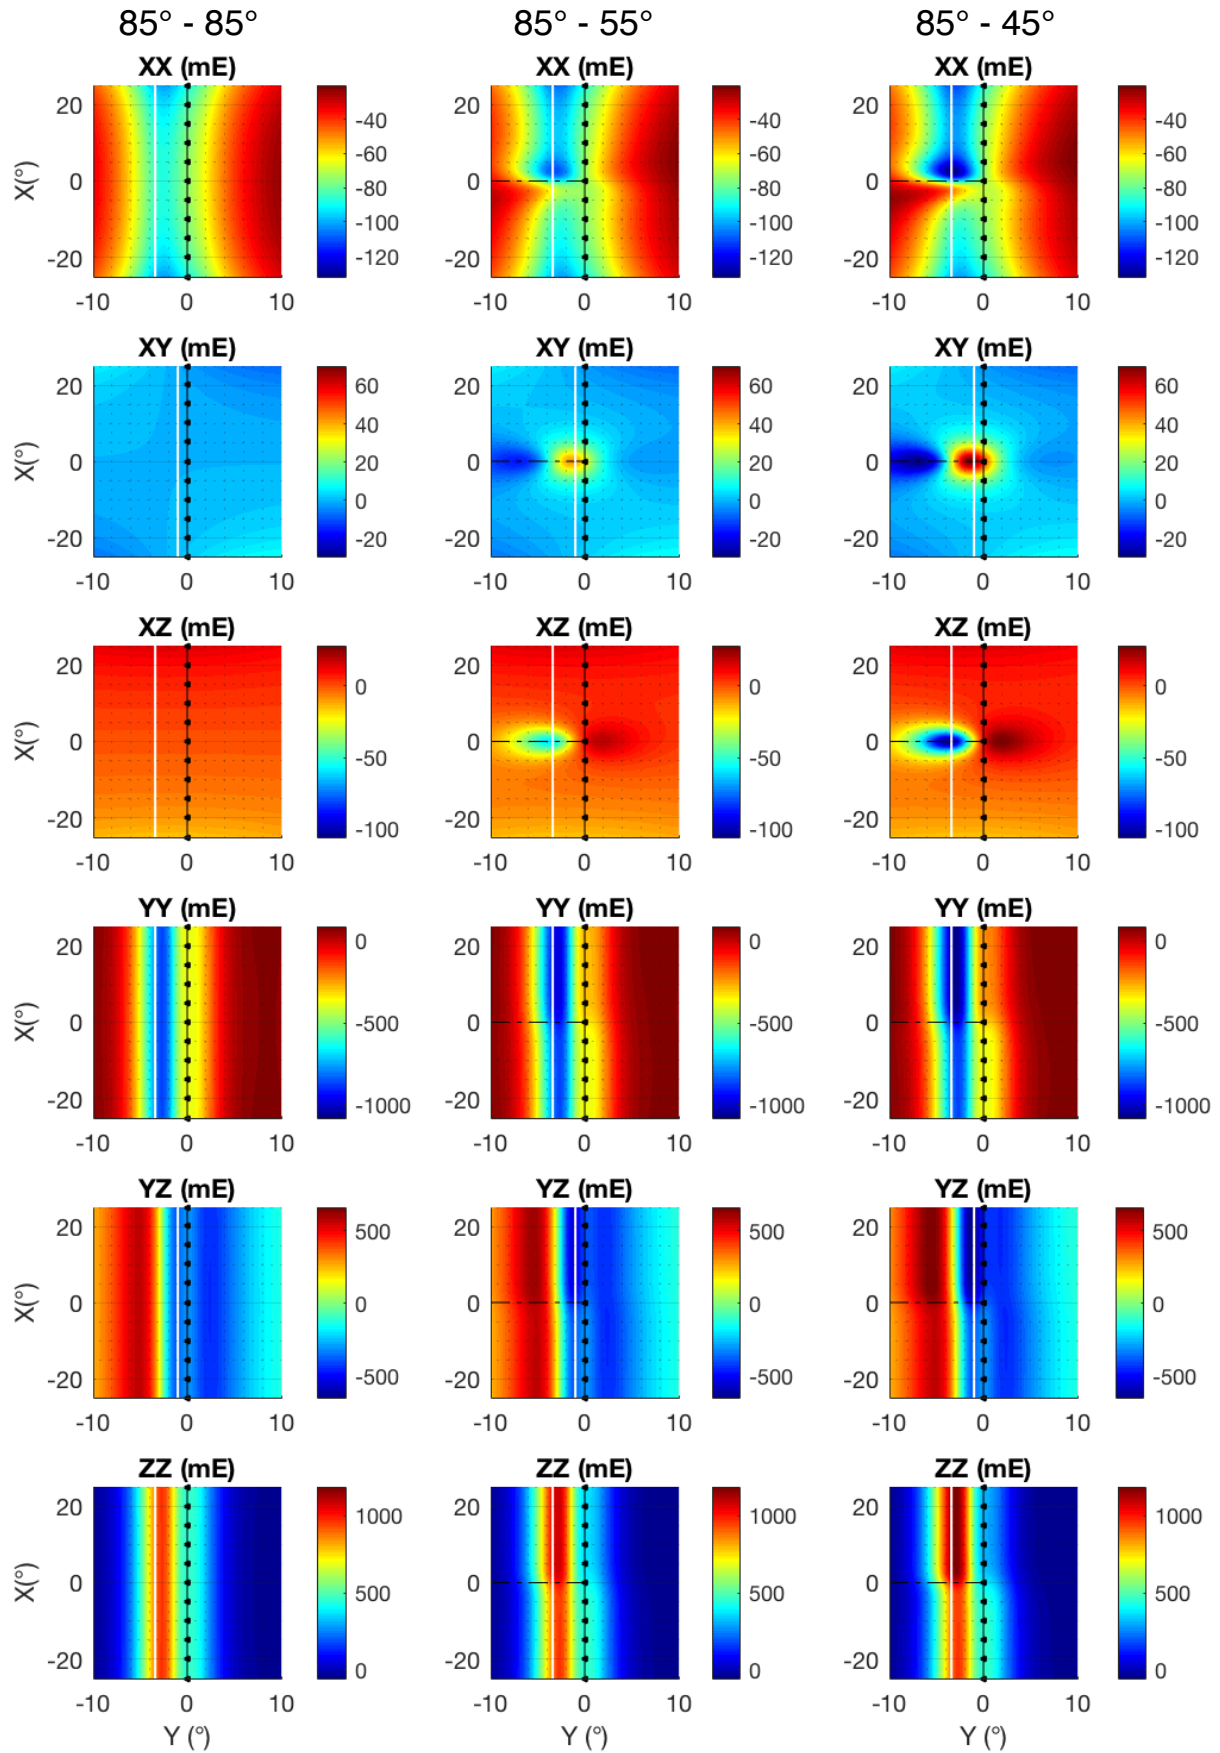 85° - 85° 85° - 55° 85° - 45°
XX (mE) XX (mE) XX (mE)
X(°) 20 0 -20 -40 -60 -80 -100 -120 20 0 -20 -40 -60 -80 -100 -120 20 0 -20 -40 -60 -80 -100 -120
-10 0 10 -10 0 10 -10 0 10
XY (mE) XY (mE) XY (mE)
X(°) 20 0 -20 60 40 20 0 -20 20 0 -20 60 40 20 0 -20 20 0 -20 60 40 20 0 -20
-10 0 10 -10 0 10 -10 0 10
XZ (mE) XZ (mE) XZ (mE)
X(°) 20 0 -20 0 -50 -100 20 0 -20 0 -50 -100 20 0 -20 0 -50 -100
-10 0 10 -10 0 10 -10 0 10
YY (mE) YY (mE) YY (mE)
X(°) 20 0 -20 0 -500 -1000 20 0 -20 0 -500 -1000 20 0 -20 0 -500 -1000
-10 0 10 -10 0 10 -10 0 10
YZ (mE) YZ (mE) YZ (mE)
X(°) 20 0 -20 500 0 -500 20 0 -20 500 0 -500 20 0 -20 500 0 -500
-10 0 10 -10 0 10 -10 0 10
ZZ (mE) ZZ (mE) ZZ (mE)
X(°) 20 0 -20 1000 500 0 20 0 -20 1000 500 0 20 0 -20 1000 500 0
-10 0 10 -10 0 10 -10 0 10
Y (°) Y (°) Y (°)